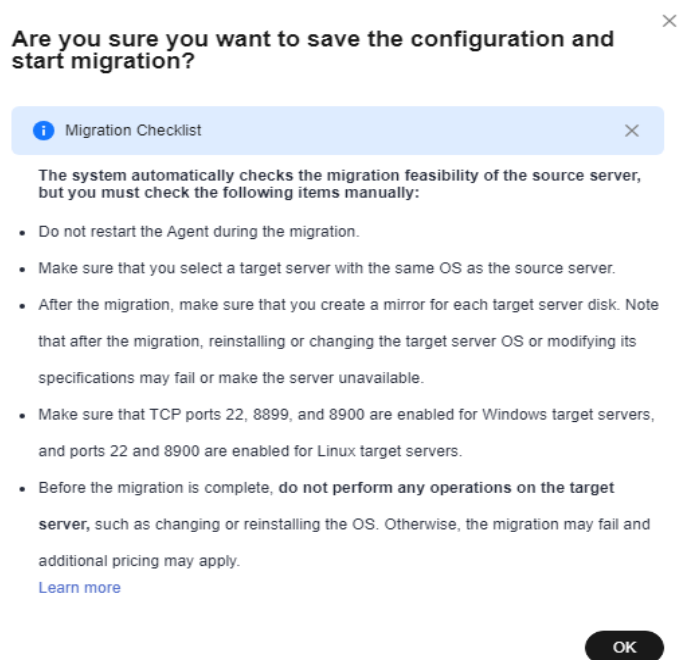 Are you sure you want to save the configuration and
start migration?
Migration Checklist
The system automatically checks the migration feasibility of the source server,
but you must check the following items manually:
• Do not restart the Agent during the migration.
• Make sure that you select a target server with the same OS as the source server.
• After the migration, make sure that you create a mirror for each target server disk. Note
that after the migration, reinstalling or changing the target server OS or modifying its
specifications may fail or make the server unavailable.
• Make sure that TCP ports 22, 8899, and 8900 are enabled for Windows target servers,
and ports 22 and 8900 are enabled for Linux target servers.
• Before the migration is complete, do not perform any operations on the target
server, such as changing or reinstalling the OS. Otherwise, the migration may fail and
additional pricing may apply.
Learn more
OK